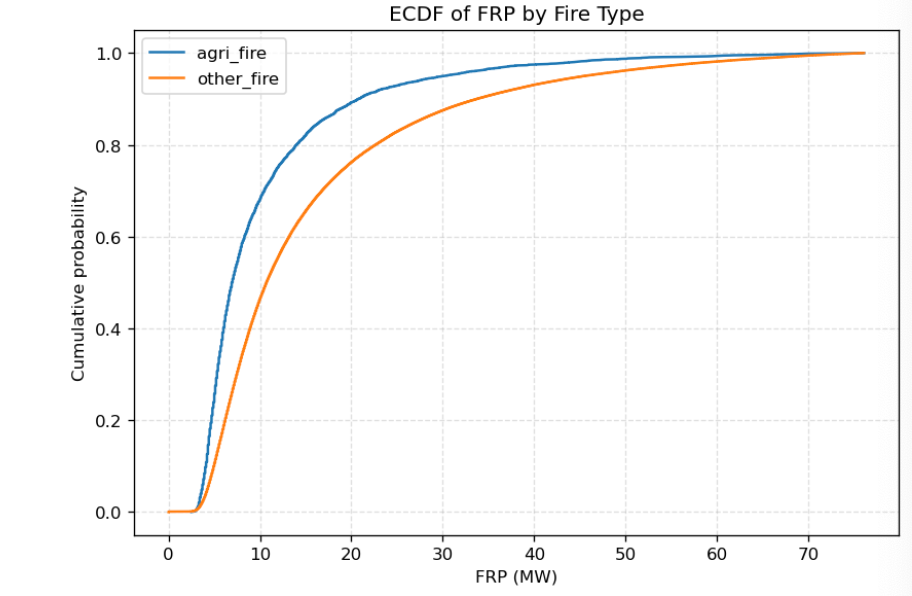 ECDF of FRP by Fire Type
agri_fire
other_fire
1.0
0.8
0.6
0.4
0.2
0.0
Cumulative probability
0 10 20 30 40 50 60 70
FRP (MW)